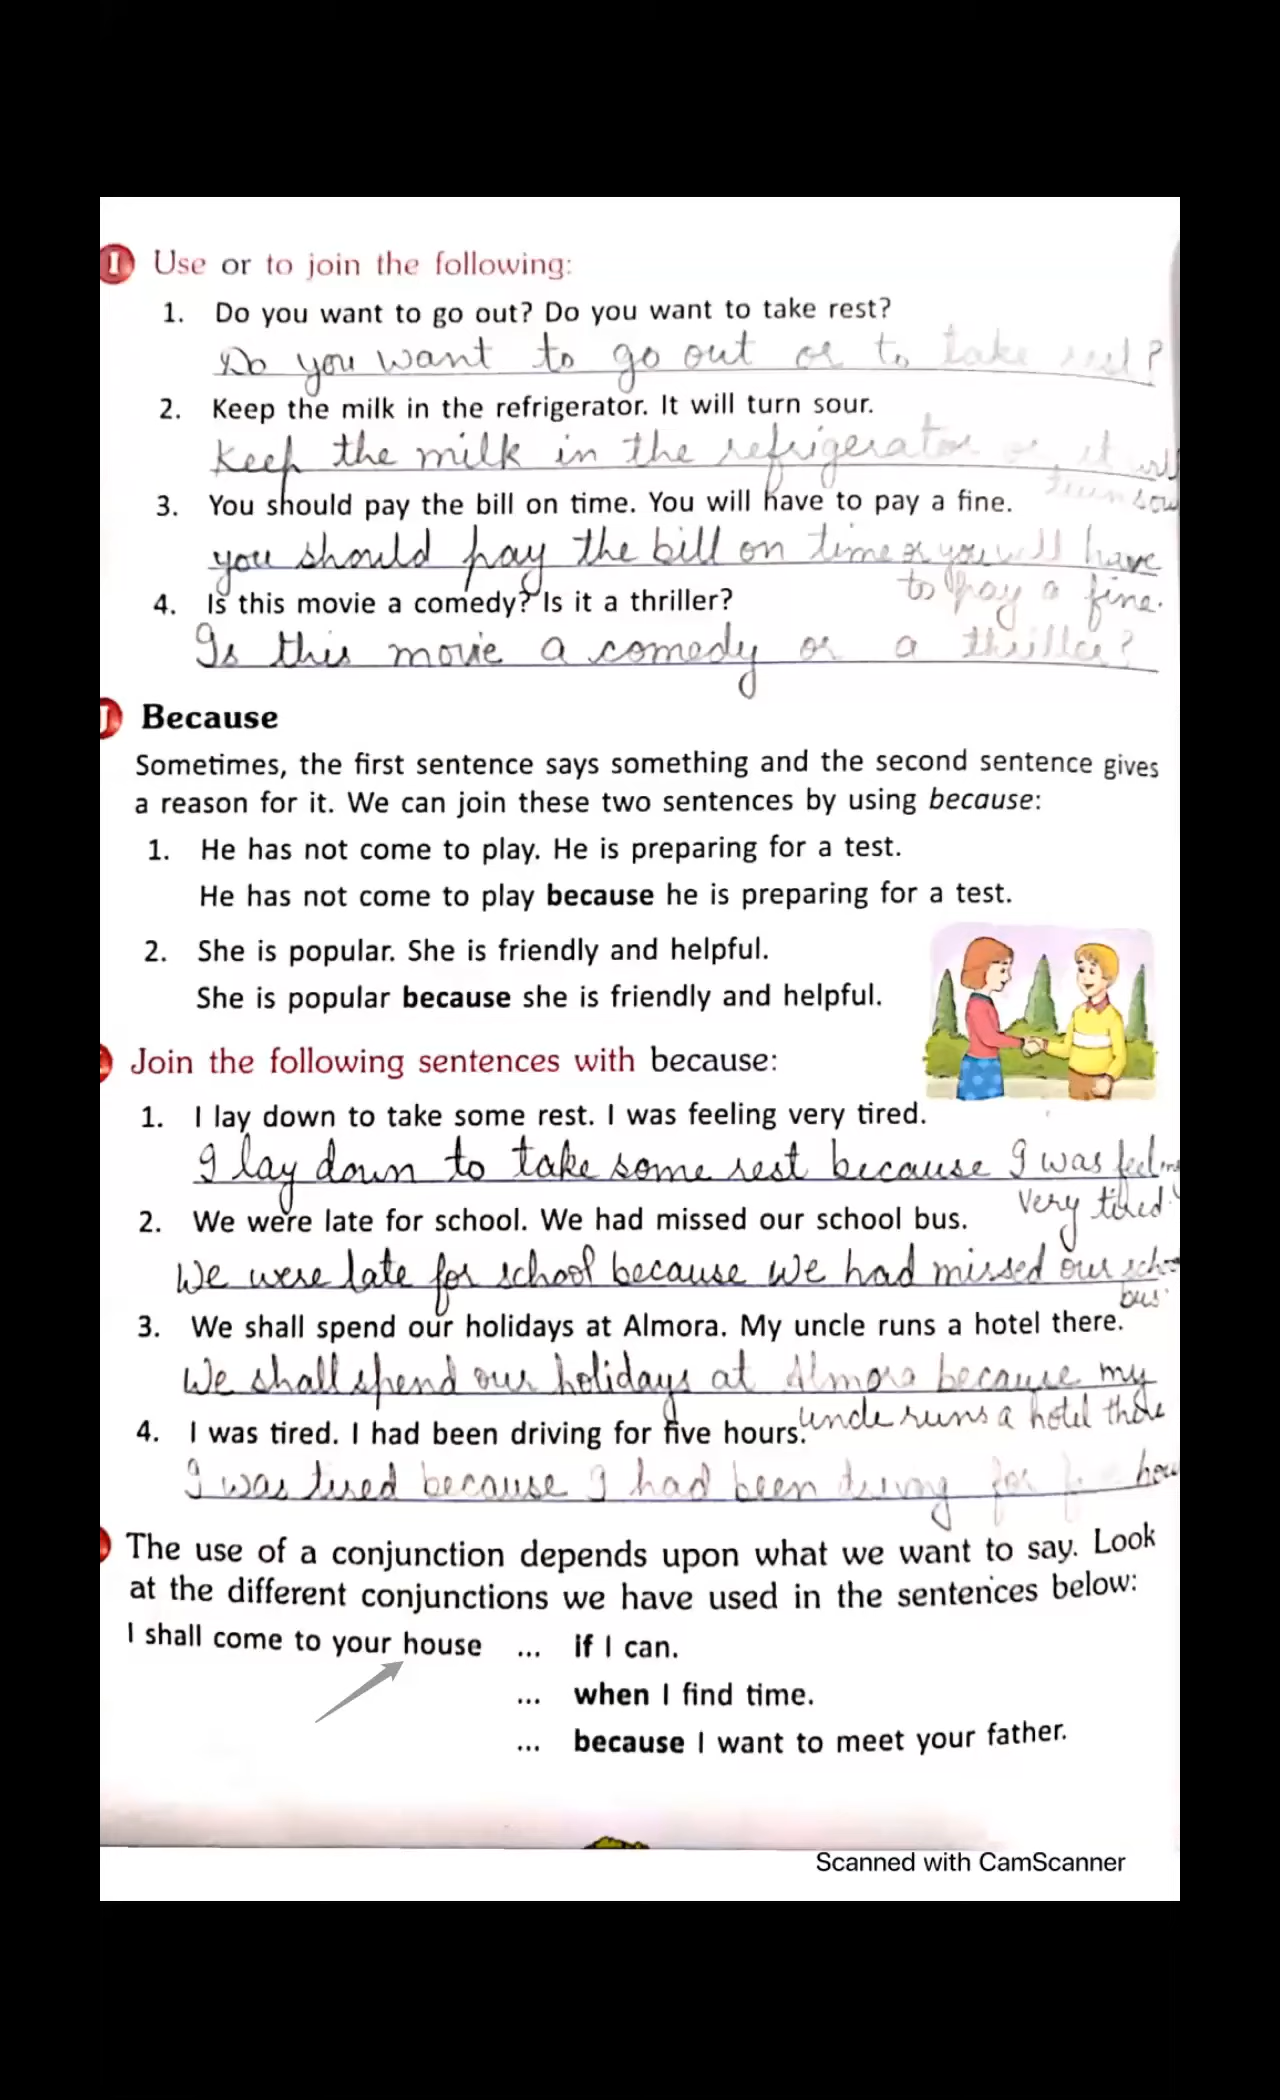 I Use or to join the following:
1. Do you want to go out? Do you want to take rest?
Do you want to go out or to take rest?
2. Keep the milk in the refrigerator. It will turn sour.
Keep the milk in the refrigerator or it will
turn sour
3. You should pay the bill on time. You will have to pay a fine.
you should pay the bill on time or you will have
to pay a fine.
4. Is this movie a comedy? Is it a thriller?
Is this movie a comedy or a thriller?
J Because
Sometimes, the first sentence says something and the second sentence gives
a reason for it. We can join these two sentences by using because:
1. He has not come to play. He is preparing for a test.
He has not come to play because he is preparing for a test.
2. She is popular. She is friendly and helpful.
She is popular because she is friendly and helpful.
Join the following sentences with because:
1. I lay down to take some rest. I was feeling very tired.
I lay down to take some rest because I was feeling
very tired.
2. We were late for school. We had missed our school bus.
We were late for school because we had missed our school
bus.
3. We shall spend our holidays at Almora. My uncle runs a hotel there.
We shall spend our holidays at Almora because my
uncle runs a hotel there
4. I was tired. I had been driving for five hours.
I was tired because I had been driving for
The use of a conjunction depends upon what we want to say. Look
at the different conjunctions we have used in the sentences below:
I shall come to your house ... if I can.
... when I find time.
... because I want to meet your father.
Scanned with CamScanner